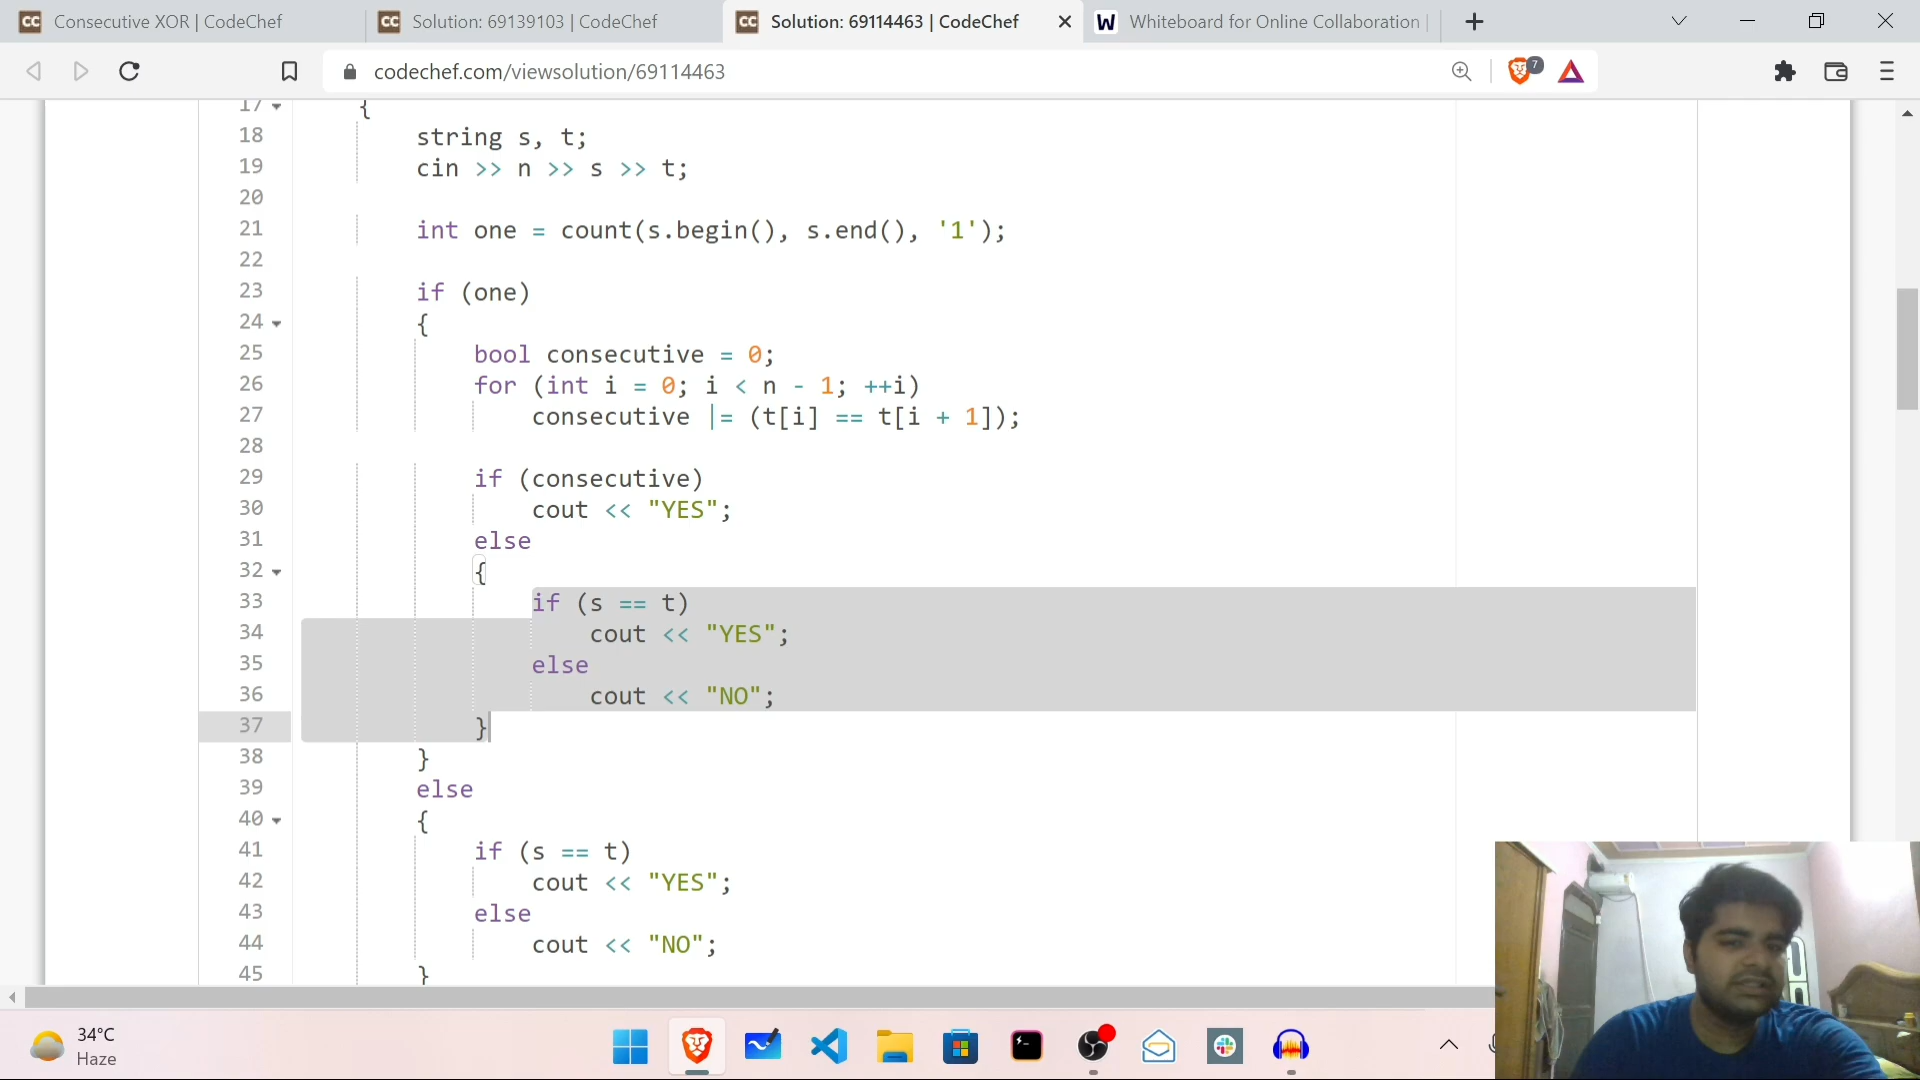 Consecutive XOR | CodeChef
Solution: 69139103 | CodeChef
Solution: 69114463 | CodeChef
Whiteboard for Online Collaboration |
codechef.com/viewsolution/69114463
7
17 {
18 string s, t;
19 cin >> n >> s >> t;
20
21 int one = count(s.begin(), s.end(), '1');
22
23 if (one)
24 {
25 bool consecutive = 0;
26 for (int i = 0; i < n - 1; ++i)
27 consecutive |= (t[i] == t[i + 1]);
28
29 if (consecutive)
30 cout << "YES";
31 else
32 {
33 if (s == t)
34 cout << "YES";
35 else
36 cout << "NO";
37 }
38 }
39 else
40 {
41 if (s == t)
42 cout << "YES";
43 else
44 cout << "NO";
45 }
34°C
Haze